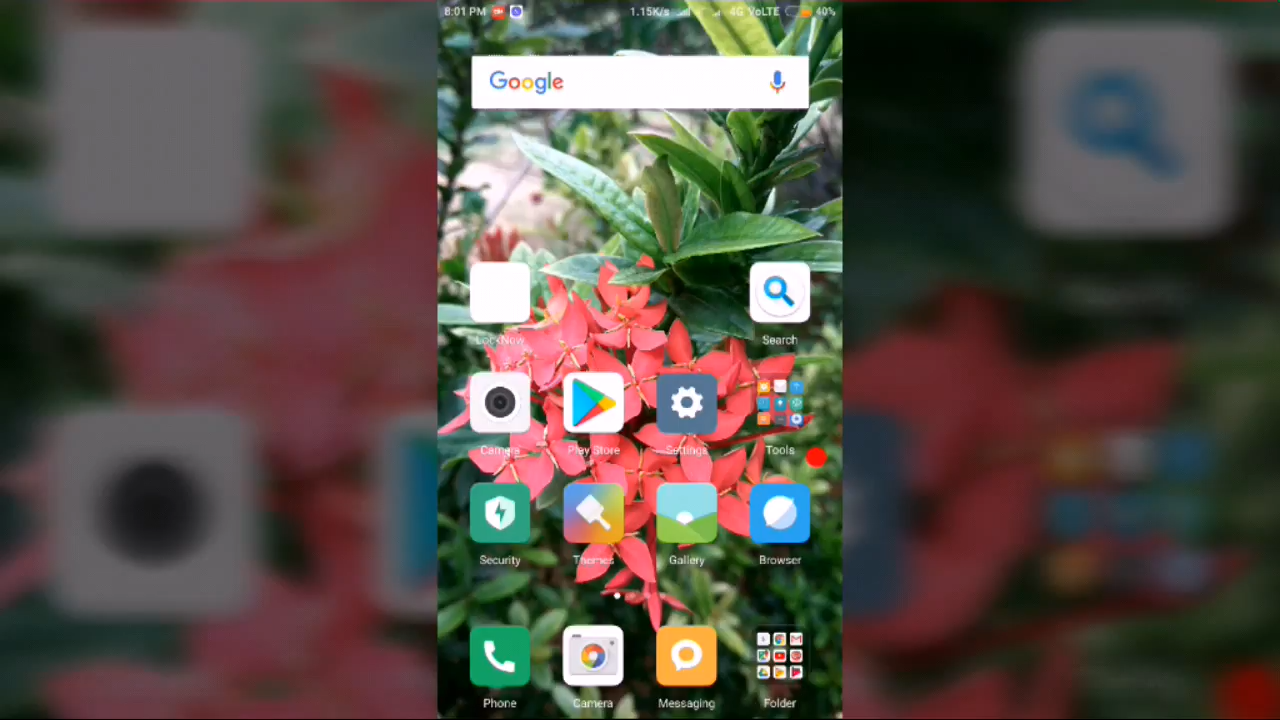 8:01 PM 1.15K/s 4G VoLTE 40%
Google
LockNow Search
Camera Play Store Settings Tools
Security Themes Gallery Browser
Phone Camera Messaging Folder